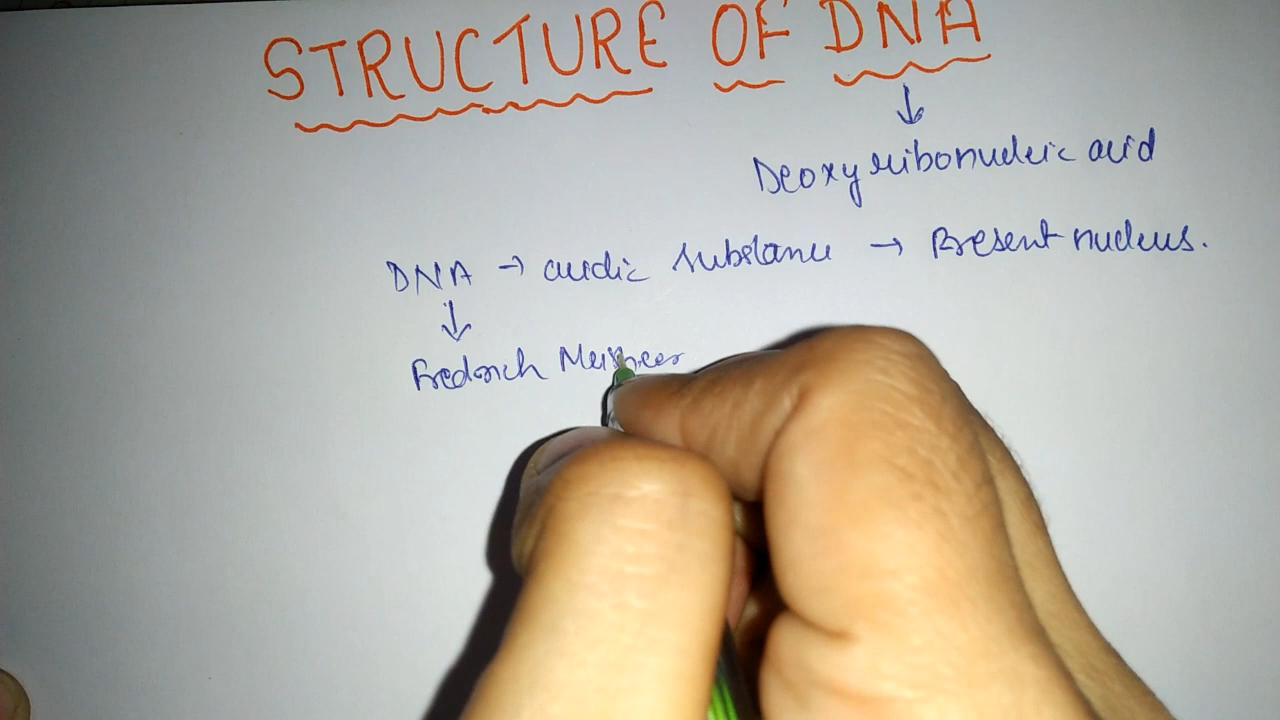 STRUCTURE OF DNA
↓
Deoxyribonucleic acid
DNA → acidic substance → Present nucleus.
↓
Fredrich